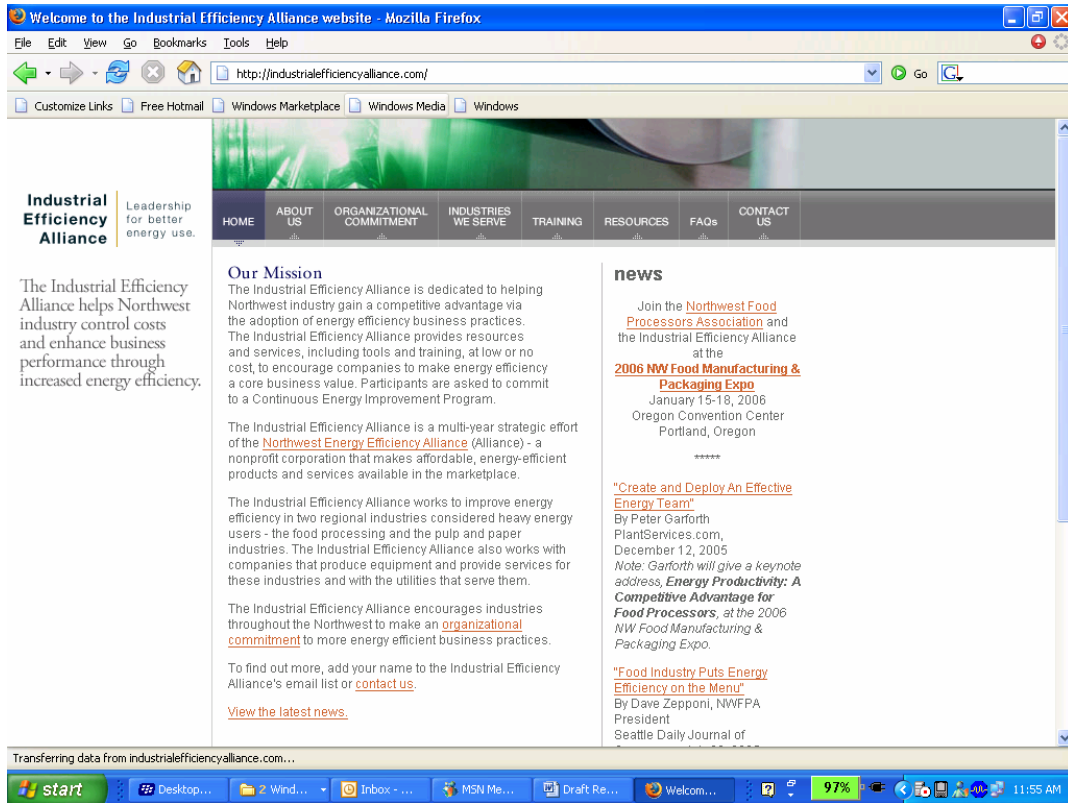 Welcome to the Industrial Efficiency Alliance website - Mozilla Firefox
File Edit View Go Bookmarks Tools Help
http://industrialefficiencyalliance.com/ Go G
Customize Links Free Hotmail Windows Marketplace Windows Media Windows
Industrial
Efficiency
Alliance
Leadership
for better
energy use.
HOME
ABOUT
US
ORGANIZATIONAL
COMMITMENT
INDUSTRIES
WE SERVE
TRAINING
RESOURCES
FAQs
CONTACT
US
The Industrial Efficiency
Alliance helps Northwest
industry control costs
and enhance business
performance through
increased energy efficiency.
Our Mission
The Industrial Efficiency Alliance is dedicated to helping
Northwest industry gain a competitive advantage via
the adoption of energy efficiency business practices.
The Industrial Efficiency Alliance provides resources
and services, including tools and training, at low or no
cost, to encourage companies to make energy efficiency
a core business value. Participants are asked to commit
to a Continuous Energy Improvement Program.
The Industrial Efficiency Alliance is a multi-year strategic effort
of the Northwest Energy Efficiency Alliance (Alliance) - a
nonprofit corporation that makes affordable, energy-efficient
products and services available in the marketplace.
The Industrial Efficiency Alliance works to improve energy
efficiency in two regional industries considered heavy energy
users - the food processing and the pulp and paper
industries. The Industrial Efficiency Alliance also works with
companies that produce equipment and provide services for
these industries and with the utilities that serve them.
The Industrial Efficiency Alliance encourages industries
throughout the Northwest to make an organizational
commitment to more energy efficient business practices.
To find out more, add your name to the Industrial Efficiency
Alliance's email list or contact us.
View the latest news.
news
Join the Northwest Food
Processors Association and
the Industrial Efficiency Alliance
at the
2006 NW Food Manufacturing &
Packaging Expo
January 15-18, 2006
Oregon Convention Center
Portland, Oregon
*****
"Create and Deploy An Effective
Energy Team"
By Peter Garforth
PlantServices.com,
December 12, 2005
Note: Garforth will give a keynote
address, Energy Productivity: A
Competitive Advantage for
Food Processors, at the 2006
NW Food Manufacturing &
Packaging Expo.
"Food Industry Puts Energy
Efficiency on the Menu"
By Dave Zepponi, NWFPA
President
Seattle Daily Journal of
Transferring data from industrialefficiencyalliance.com...
start Desktop... 2 Wind... Inbox - ... MSN Me... Draft Re... Welcom... 97% 11:55 AM